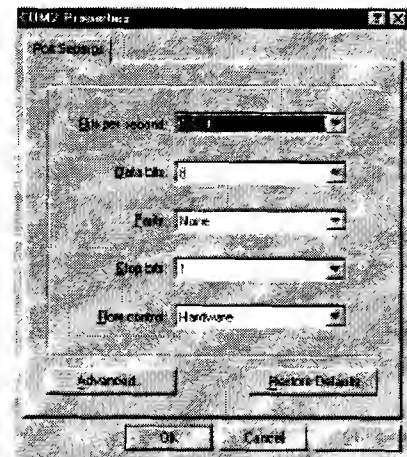 COM2 Properties
Port Settings
Bits per second:
Data bits: 8
Parity: None
Stop bits: 1
Flow control: Hardware
Advanced...
Restore Defaults
OK
Cancel